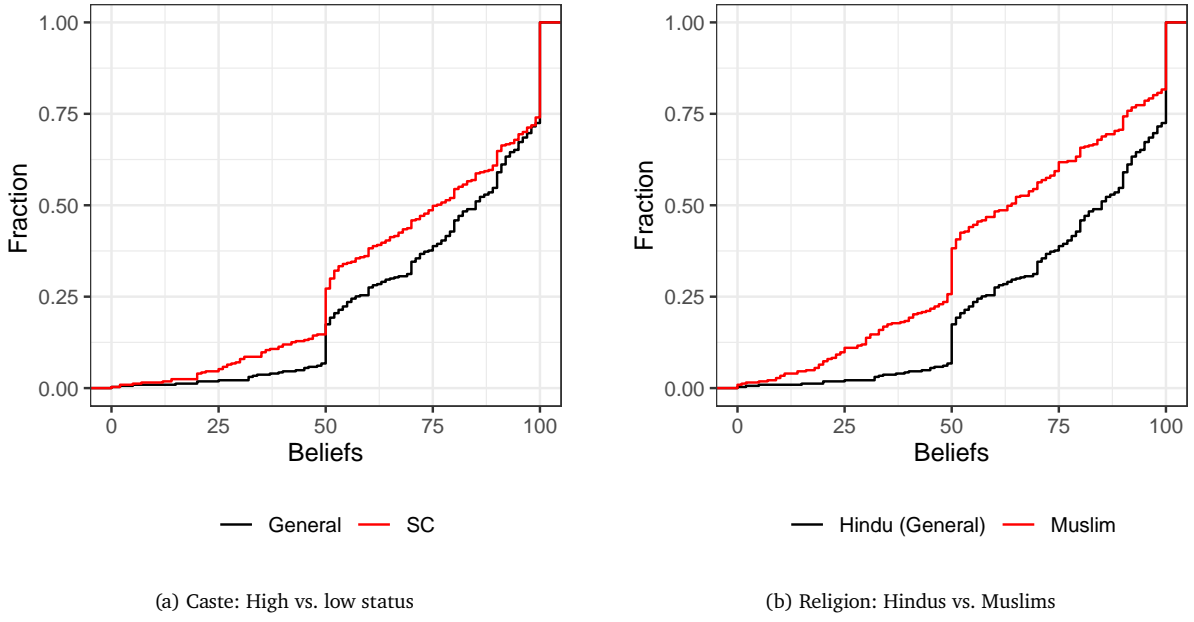 1.00
0.75
0.50
0.25
0.00
Fraction
0 25 50 75 100
Beliefs
General SC
(a) Caste: High vs. low status
1.00
0.75
0.50
0.25
0.00
Fraction
0 25 50 75 100
Beliefs
Hindu (General) Muslim
(b) Religion: Hindus vs. Muslims